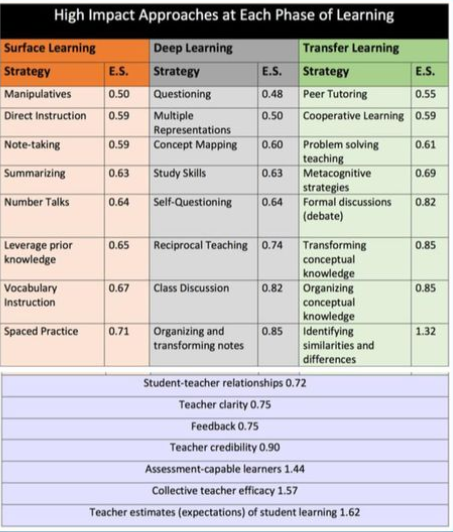 High Impact Approaches at Each Phase of Learning
Surface Learning Deep Learning Transfer Learning
Strategy E.S. Strategy E.S. Strategy E.S.
Manipulatives 0.50 Questioning 0.48 Peer Tutoring 0.55
Direct Instruction 0.59 Multiple 0.50 Cooperative Learning 0.59
Representations
Note-taking 0.59 Concept Mapping 0.60 Problem solving 0.61
teaching
Summarizing 0.63 Study Skills 0.63 Metacognitive 0.69
strategies
Number Talks 0.64 Self-Questioning 0.64 Formal discussions 0.82
(debate)
Leverage prior 0.65 Reciprocal Teaching 0.74 Transforming 0.85
knowledge conceptual
knowledge
Vocabulary 0.67 Class Discussion 0.82 Organizing 0.85
Instruction conceptual
knowledge
Spaced Practice 0.71 Organizing and 0.85 Identifying 1.32
transforming notes similarities and
differences
Student-teacher relationships 0.72
Teacher clarity 0.75
Feedback 0.75
Teacher credibility 0.90
Assessment-capable learners 1.44
Collective teacher efficacy 1.57
Teacher estimates (expectations) of student learning 1.62